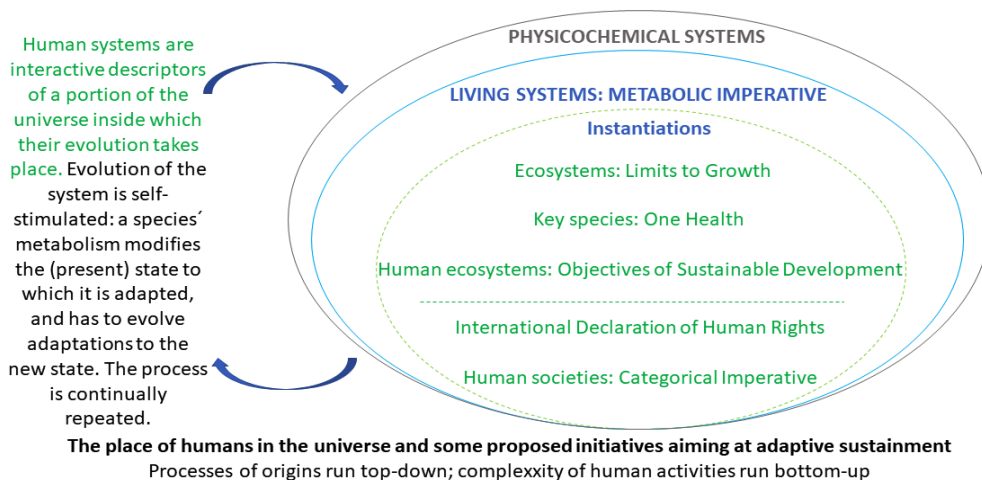 Human systems are
interactive descriptors
of a portion of the
universe inside which
their evolution takes
place. Evolution of the
system is self-
stimulated: a species´
metabolism modifies
the (present) state to
which it is adapted,
and has to evolve
adaptations to the
new state. The process
is continually
repeated.
PHYSICOCHEMICAL SYSTEMS
LIVING SYSTEMS: METABOLIC IMPERATIVE
Instantiations
Ecosystems: Limits to Growth
Key species: One Health
Human ecosystems: Objectives of Sustainable Development
International Declaration of Human Rights
Human societies: Categorical Imperative
The place of humans in the universe and some proposed initiatives aiming at adaptive sustainment
Processes of origins run top-down; complexxity of human activities run bottom-up